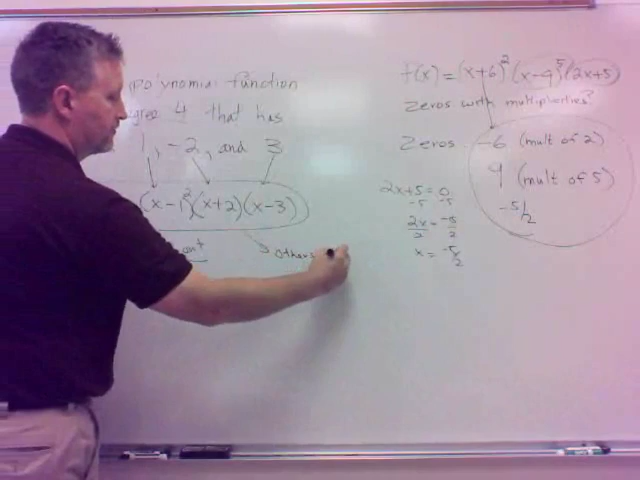 polynomial function
gree 4 that has
1, -2, and 3
(x-1)²(x+2)(x-3)
Others
f(x) = (x+6)² (x-4)⁵ (2x+5)
Zeros with multiplicities?
Zeros -6 (mult of 2)
4 (mult of 5)
-5/2
2x+5=0
-5 -5
2x = -5
2 2
x = -5/2